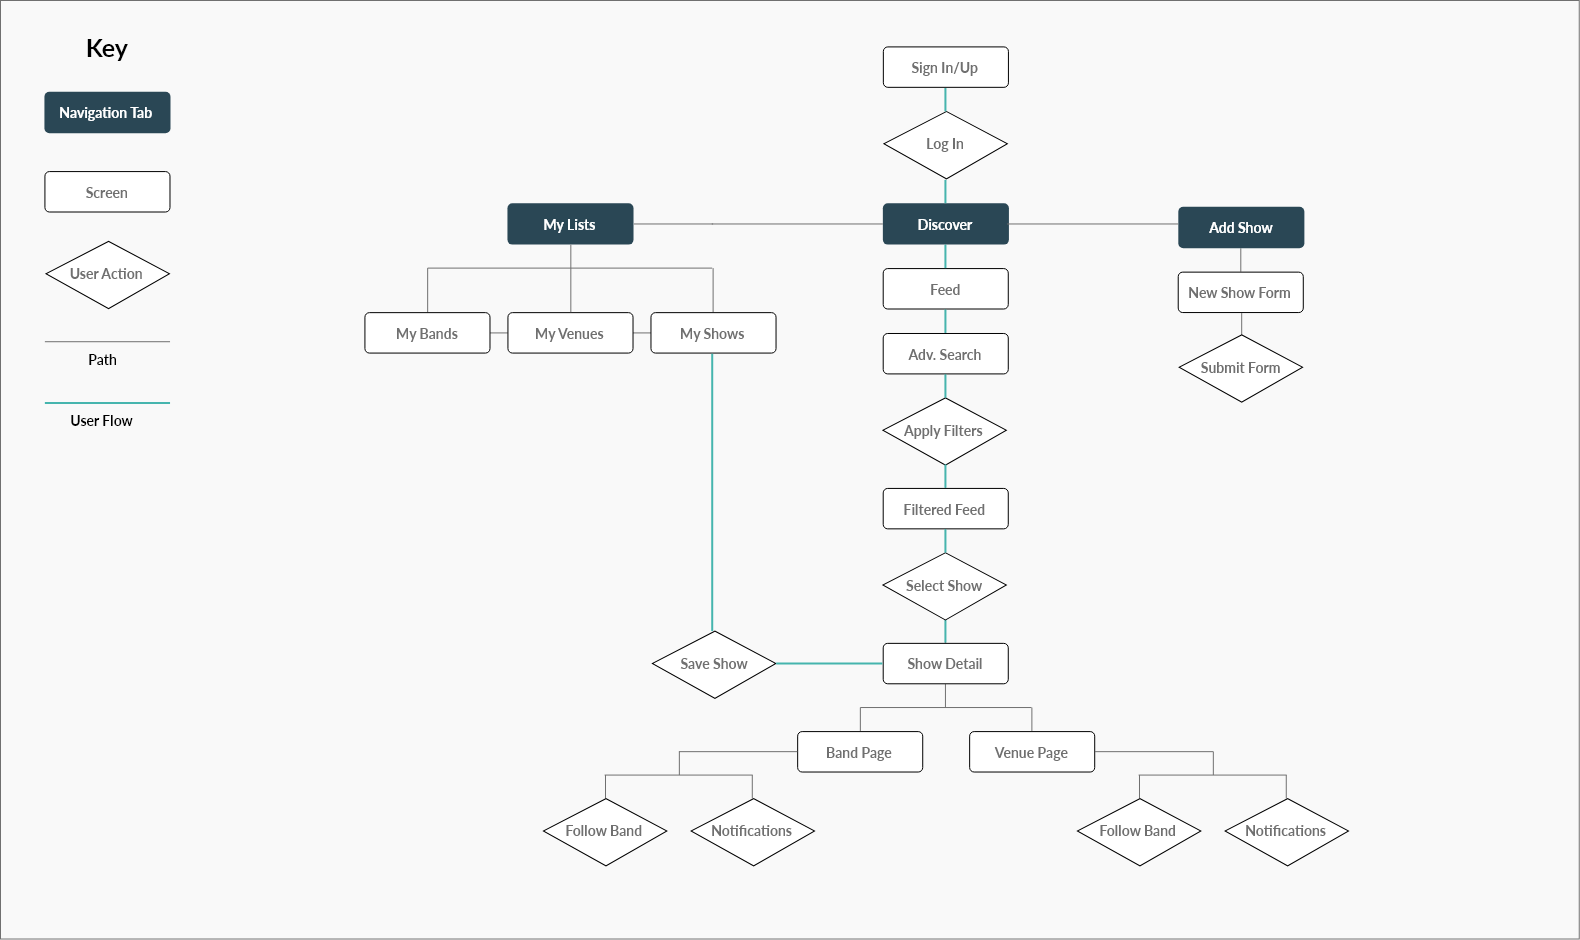 Key
Navigation Tab
Screen
User Action
Path
User Flow
Sign In/Up
Log In
My Lists
Discover
Add Show
My Bands
My Venues
My Shows
Feed
New Show Form
Adv. Search
Submit Form
Apply Filters
Filtered Feed
Select Show
Save Show
Show Detail
Band Page
Venue Page
Follow Band
Notifications
Follow Band
Notifications